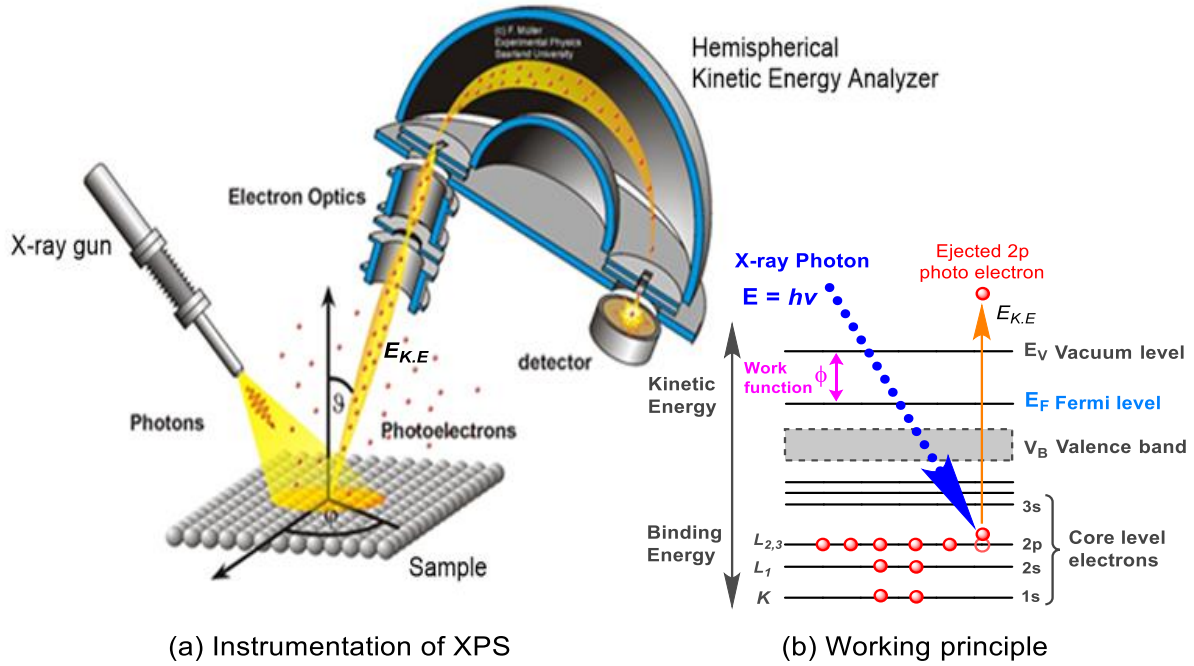 (c) F. Müller
Experimental Physics
Saarland University
Hemispherical
Kinetic Energy Analyzer
Electron Optics
X-ray gun
E_K.E
detector
ϑ
Photons
Photoelectrons
φ
Sample
(a) Instrumentation of XPS
X-ray Photon
E = hν
Ejected 2p
photo electron
E_K.E
E_V Vacuum level
Work
function ϕ
Kinetic
Energy
E_F Fermi level
V_B Valence band
3s
Binding
Energy
L_2,3
2p
Core level
electrons
L_1
2s
K
1s
(b) Working principle